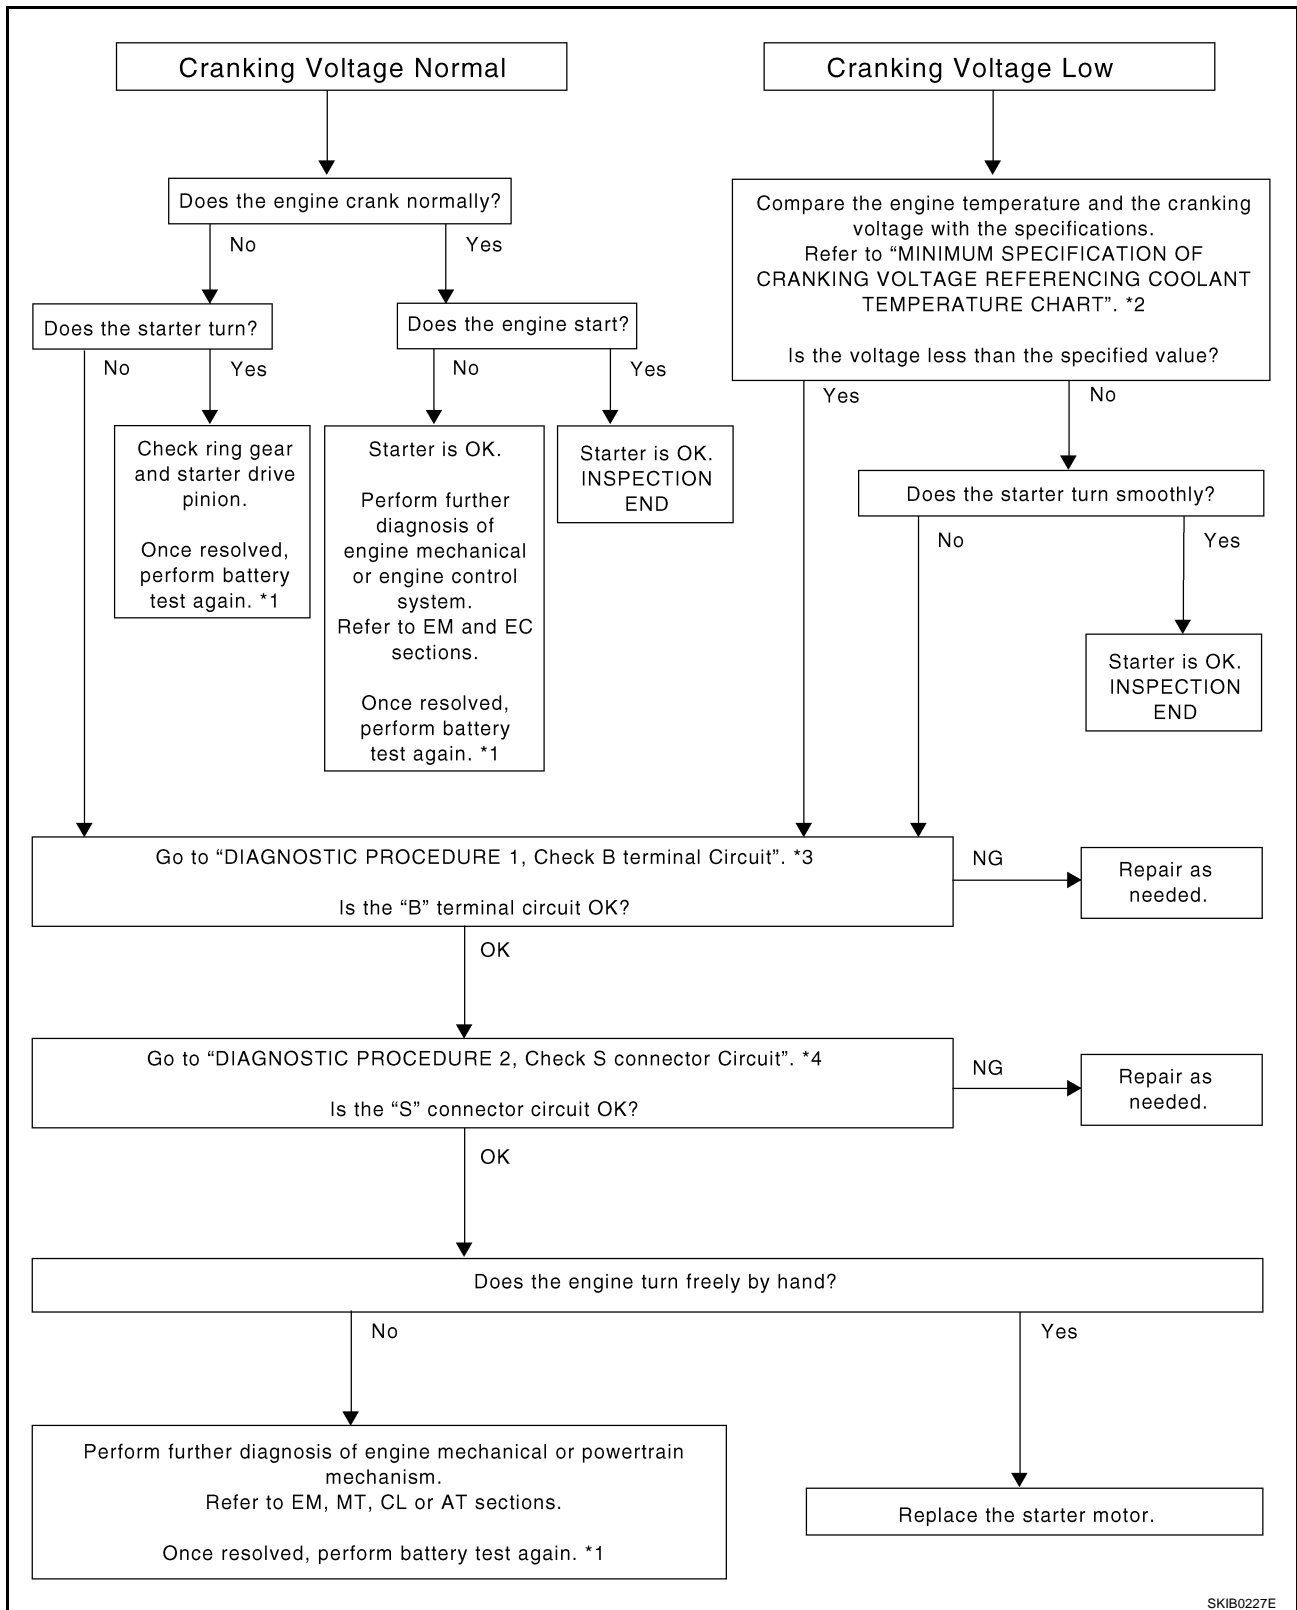 Cranking Voltage Normal
Cranking Voltage Low
Does the engine crank normally?
No
Yes
Does the starter turn?
No
Yes
Does the engine start?
No
Yes
Check ring gear
and starter drive
pinion.
Once resolved,
perform battery
test again. *1
Starter is OK.
Perform further
diagnosis of
engine mechanical
or engine control
system.
Refer to EM and EC
sections.
Once resolved,
perform battery
test again. *1
Starter is OK.
INSPECTION
END
Compare the engine temperature and the cranking
voltage with the specifications.
Refer to “MINIMUM SPECIFICATION OF
CRANKING VOLTAGE REFERENCING COOLANT
TEMPERATURE CHART”. *2
Is the voltage less than the specified value?
Yes
No
Does the starter turn smoothly?
No
Yes
Starter is OK.
INSPECTION
END
Go to “DIAGNOSTIC PROCEDURE 1, Check B terminal Circuit”. *3
Is the “B” terminal circuit OK?
NG
Repair as
needed.
OK
Go to “DIAGNOSTIC PROCEDURE 2, Check S connector Circuit”. *4
Is the “S” connector circuit OK?
NG
Repair as
needed.
OK
Does the engine turn freely by hand?
No
Yes
Perform further diagnosis of engine mechanical or powertrain
mechanism.
Refer to EM, MT, CL or AT sections.
Once resolved, perform battery test again. *1
Replace the starter motor.
SKIB0227E